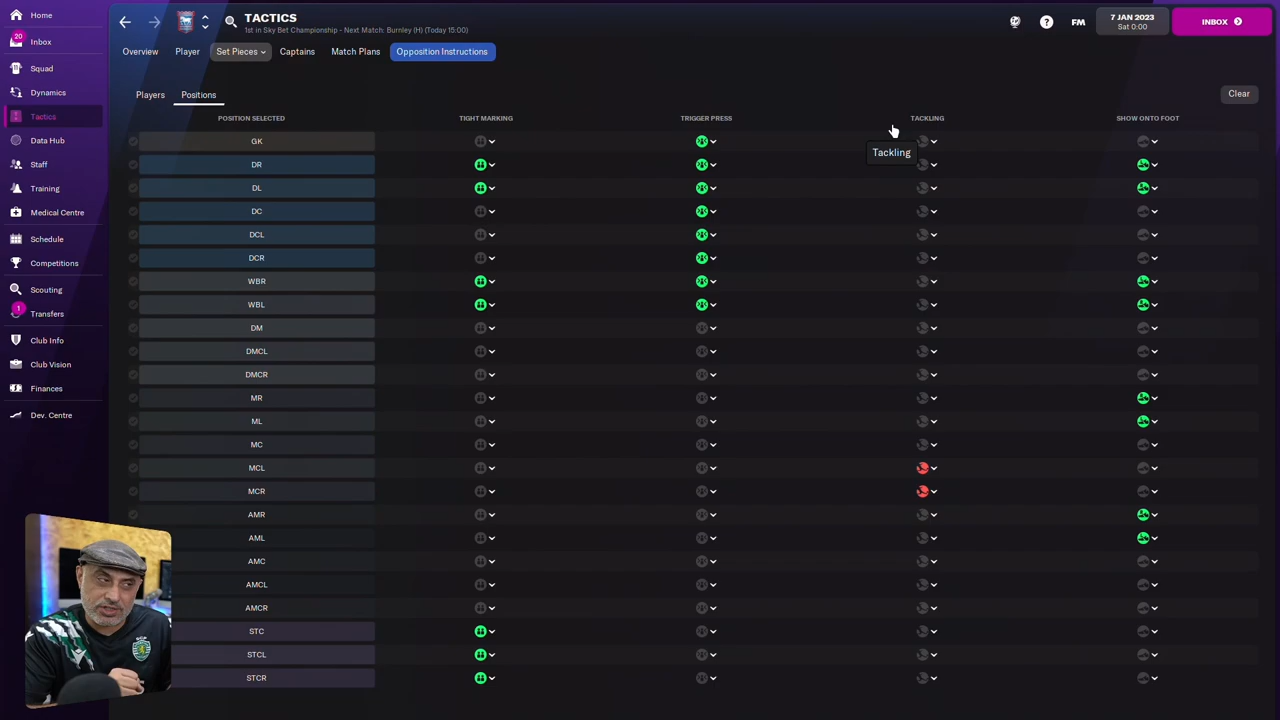 Home
20
Inbox
Squad
Dynamics
Tactics
Data Hub
Staff
Training
Medical Centre
Schedule
Competitions
Scouting
1
Transfers
Club Info
Club Vision
Finances
Dev. Centre
TACTICS
1st in Sky Bet Championship - Next Match: Burnley (H) (Today 15:00)
? FM
7 JAN 2023
Sat 0:00
INBOX
Overview Player Set Pieces Captains Match Plans Opposition Instructions
Players Positions
Clear
POSITION SELECTED TIGHT MARKING TRIGGER PRESS TACKLING SHOW ONTO FOOT
GK
Tackling
DR
DL
DC
DCL
DCR
WBR
WBL
DM
DMCL
DMCR
MR
ML
MC
MCL
MCR
AMR
AML
AMC
AMCL
AMCR
STC
STCL
STCR